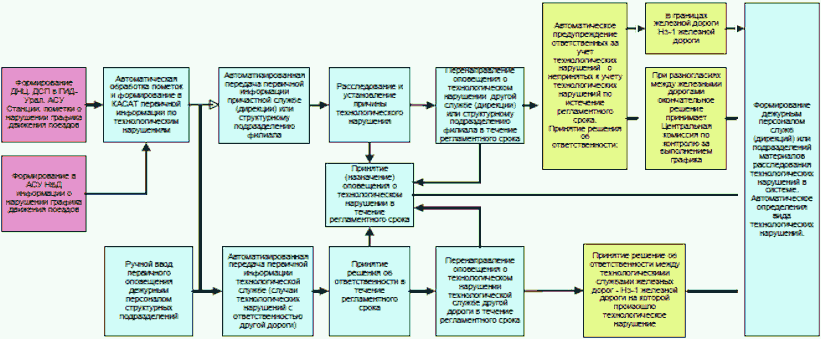 Формирование
ДНЦ, ДСП в ГИД-
Урал, АСУ
Станции: пометки о
нарушении графика
движения поездов
Автоматическая
обработка пометок
и формирование в
КАСАТ первичной
информации по
технологическим
нарушениям
Автоматизированная
передача первичной
информации
причастной службе
(дирекции) или
структурному
подразделению
филиала
Расследование и
установление
причины
технологического
нарушения
Перенаправление
оповещения о
технологическом
нарушении другой
службе (дирекции)
или структурному
подразделению
филиала в течение
регламентного срока
Автоматическое
предупреждение
ответственных за
учет
технологических
нарушений о
непринятых к учету
технологических
нарушений по
истечение
регламентного
срока.
Принятие решения
об
ответственности:
в границах
железной дороги
НЗ-1 железной
дороги
При разногласиях
между железными
дорогами
окончательное
решение
принимает
Центральная
комиссия по
контролю за
выполнением
графика
Формирование
дежурным
персоналом
служб
(дирекций) или
подразделений
материалов
расследования
технологических
нарушений в
системе.
Автоматическое
определения
вида
технологических
нарушений.
Формирование в
АСУ НБД
информации о
нарушении графика
движения поездов
Принятие
(назначение)
оповещения о
технологическом
нарушении в
течение
регламентного срока
Ручной ввод
первичного
оповещения
дежурным
персоналом
структурных
подразделений
Автоматизированная
передача первичной
информации
технологической
службе (случаи
технологических
нарушений с
ответственностью
другой дороги)
Принятие
решения об
ответственности в
течение
регламентного
срока
Перенаправление
оповещения о
технологическом
нарушении
технологической
службе другой
дороги в течение
регламентного срока
Принятие решение об
ответственности между
технологическими
службами железных
дорог - НЗ-1 железной
дороги на которой
произошло
технологическое
нарушение